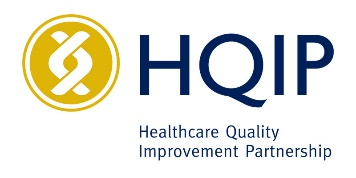 HQIP
Healthcare Quality
Improvement Partnership